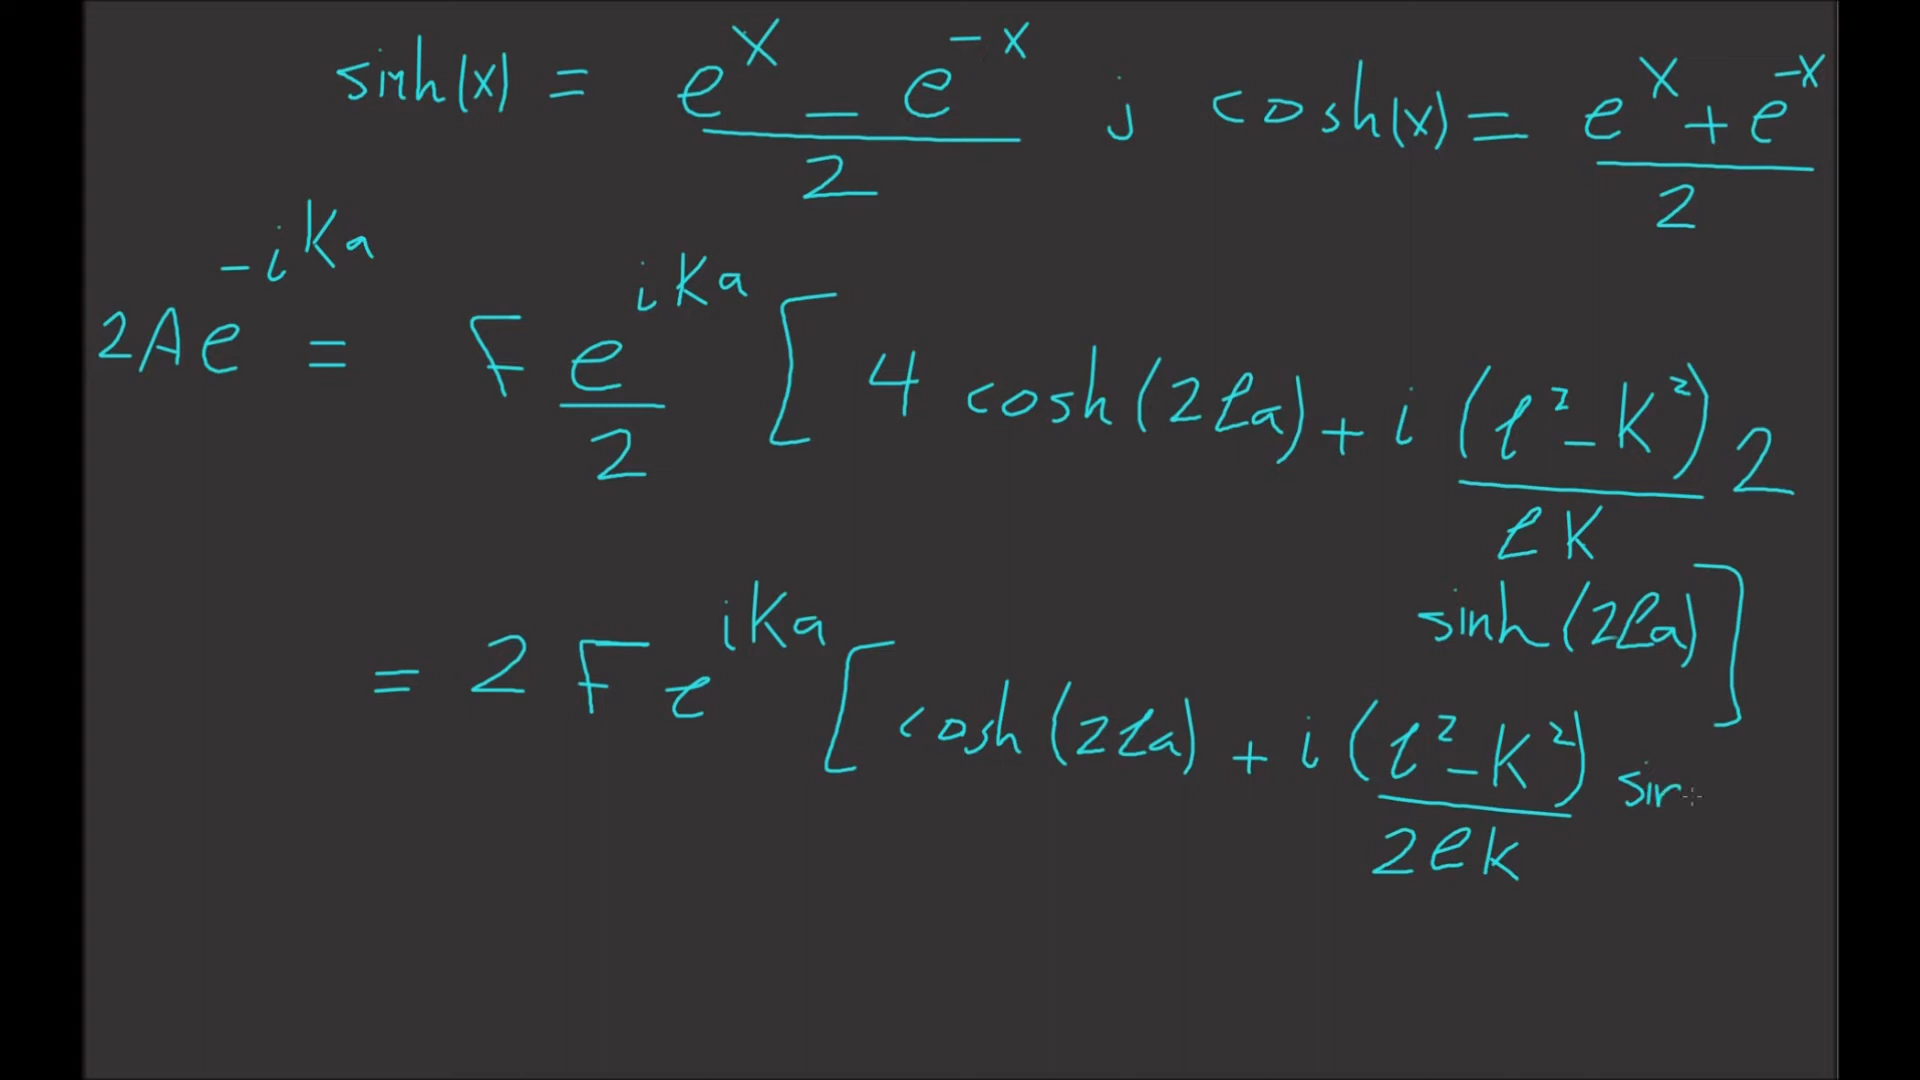 sinh(x) = (e^x - e^-x)/2 ; cosh(x) = (e^x + e^-x)/2
2Ae^-iKa = F e^iKa/2 [4 cosh(2la) + i (l² - K²)/lK 2
sinh(2la)]
= 2Fe^iKa [cosh(2la) + i (l² - K²)/2lk sin